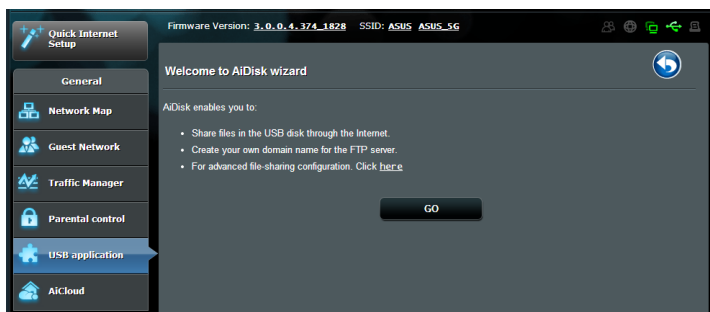 Quick Internet
Setup
Firmware Version: 3.0.0.4.374_1828 SSID: ASUS ASUS_5G
General
Network Map
Guest Network
Traffic Manager
Parental control
USB application
AiCloud
Welcome to AiDisk wizard
AiDisk enables you to:
• Share files in the USB disk through the Internet.
• Create your own domain name for the FTP server.
• For advanced file-sharing configuration. Click here
GO